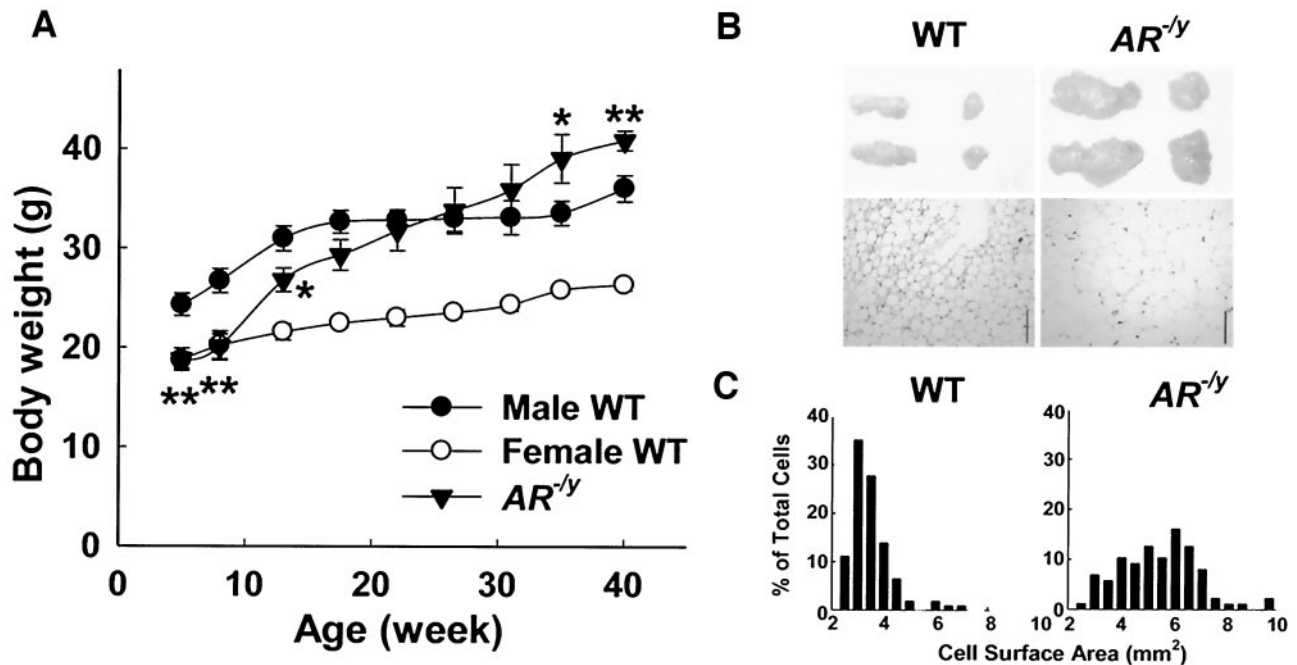 A
Body weight (g)
40
30
20
10
0
* **
*
** **
Male WT
Female WT
AR-/y
0 10 20 30 40
Age (week)
B
WT AR-/y
C
WT AR-/y
% of Total Cells
40 40
30 30
20 20
10 10
0 0
2 4 6 8 10 2 4 6 8 10
Cell Surface Area (mm²)